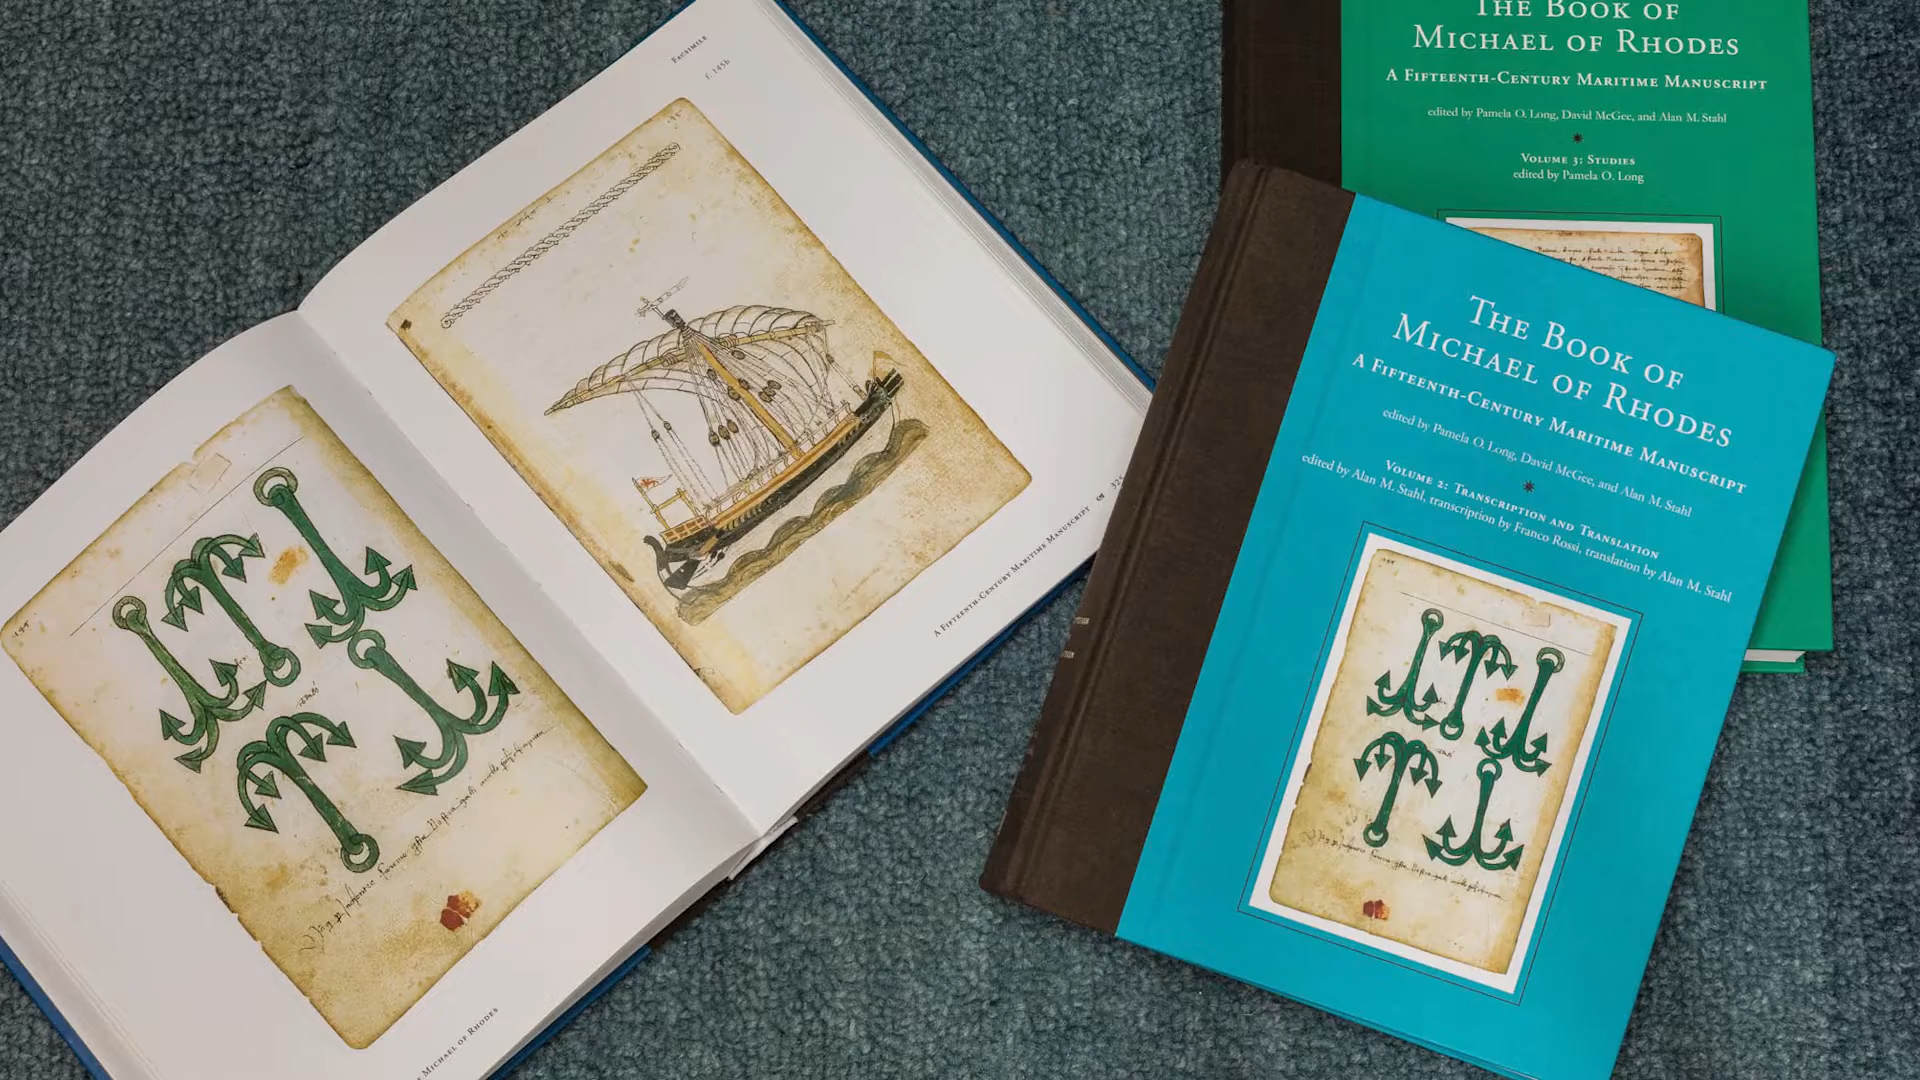 FACSIMILE
f. 145b
A FIFTEENTH-CENTURY MARITIME MANUSCRIPT
MICHAEL OF RHODES
THE BOOK OF
MICHAEL OF RHODES
A FIFTEENTH-CENTURY MARITIME MANUSCRIPT
edited by Pamela O. Long, David McGee, and Alan M. Stahl
VOLUME 3: STUDIES
edited by Pamela O. Long
THE BOOK OF
MICHAEL OF RHODES
A FIFTEENTH-CENTURY MARITIME MANUSCRIPT
edited by Pamela O. Long, David McGee, and Alan M. Stahl
VOLUME 2: TRANSCRIPTION AND TRANSLATION
edited by Alan M. Stahl, transcription by Franco Rossi, translation by Alan M. Stahl